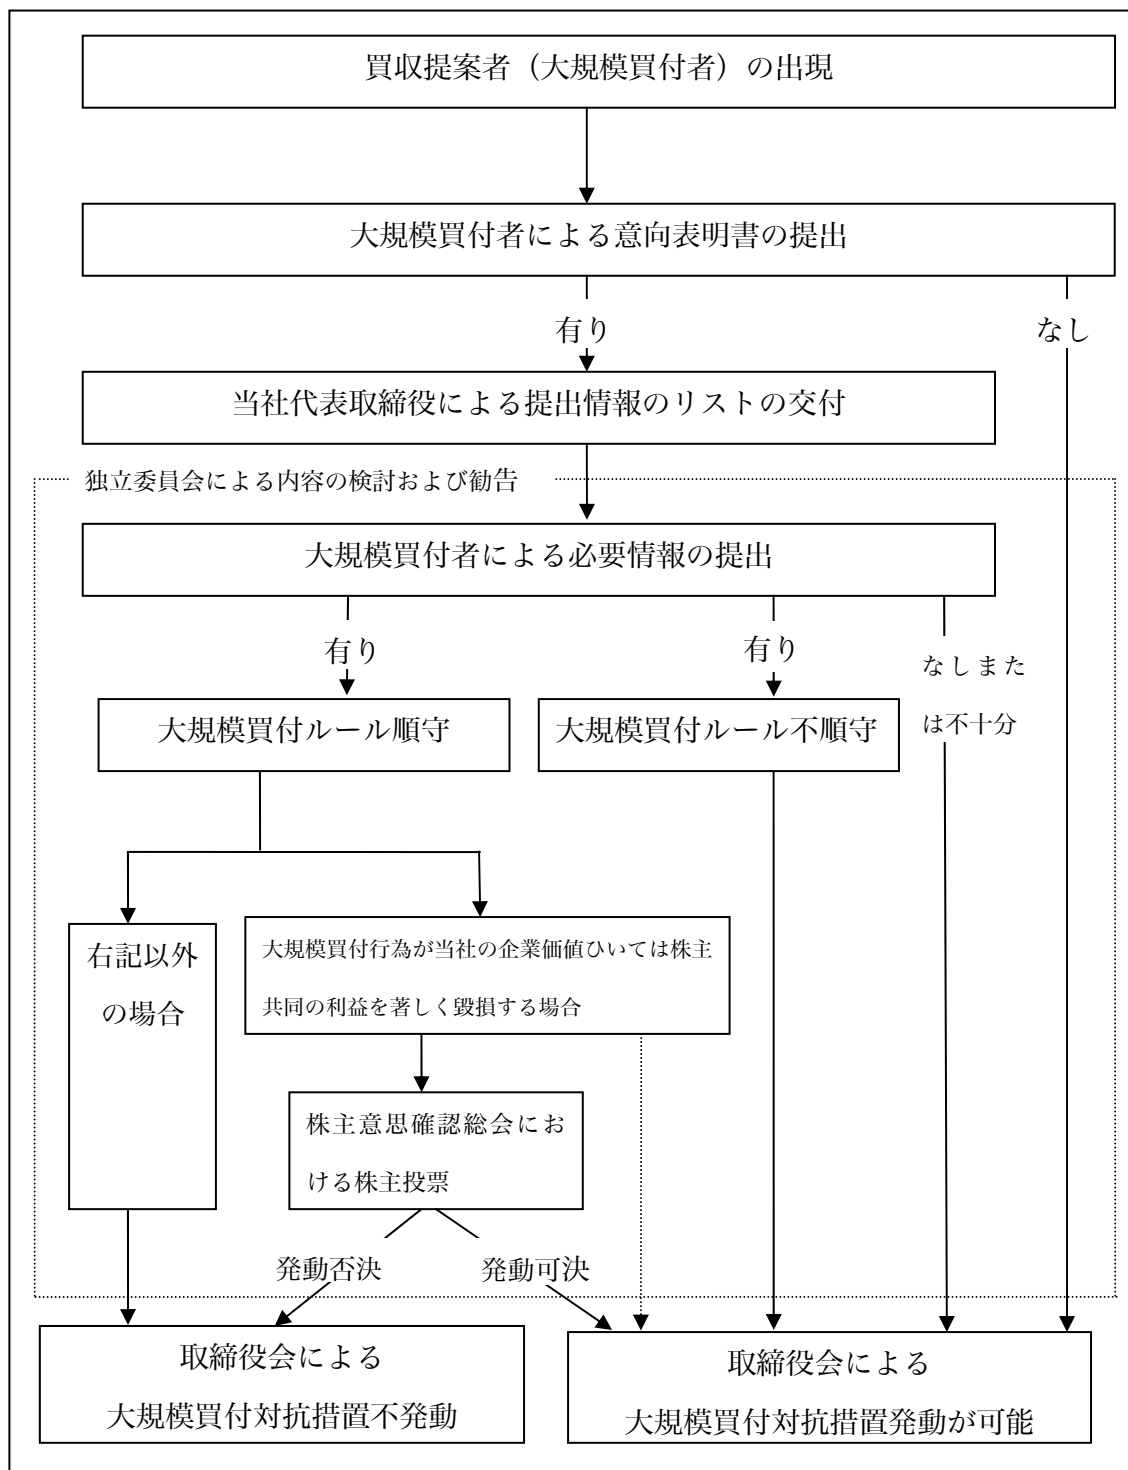 買収提案者（大規模買付者）の出現
大規模買付者による意向表明書の提出
有り
なし
当社代表取締役による提出情報のリストの交付
独立委員会による内容の検討および勧告
大規模買付者による必要情報の提出
有り
有り
なしまた
は不十分
大規模買付ルール順守
大規模買付ルール不順守
右記以外
の場合
大規模買付行為が当社の企業価値ひいては株主
共同の利益を著しく毀損する場合
株主意思確認総会にお
ける株主投票
発動否決
発動可決
取締役会による
大規模買付対抗措置不発動
取締役会による
大規模買付対抗措置発動が可能